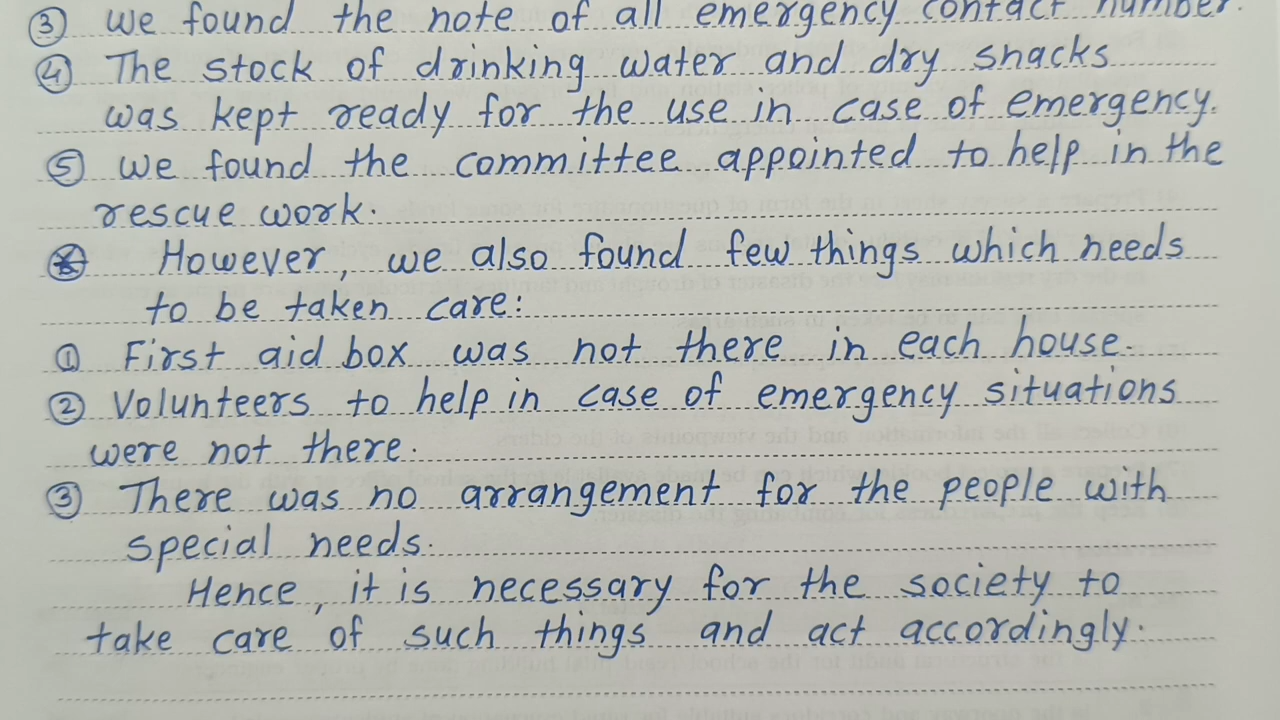 ③ we found the note of all emergency contact number.
④ The stock of drinking water and dry snacks
was kept ready for the use in case of emergency.
⑤ we found the committee appointed to help in the
rescue work.
However, we also found few things which needs
to be taken care:
① First aid box was not there in each house.
② Volunteers to help in case of emergency situations
were not there.
③ There was no arrangement for the people with
special needs.
Hence, it is necessary for the society to
take care of such things and act accordingly.